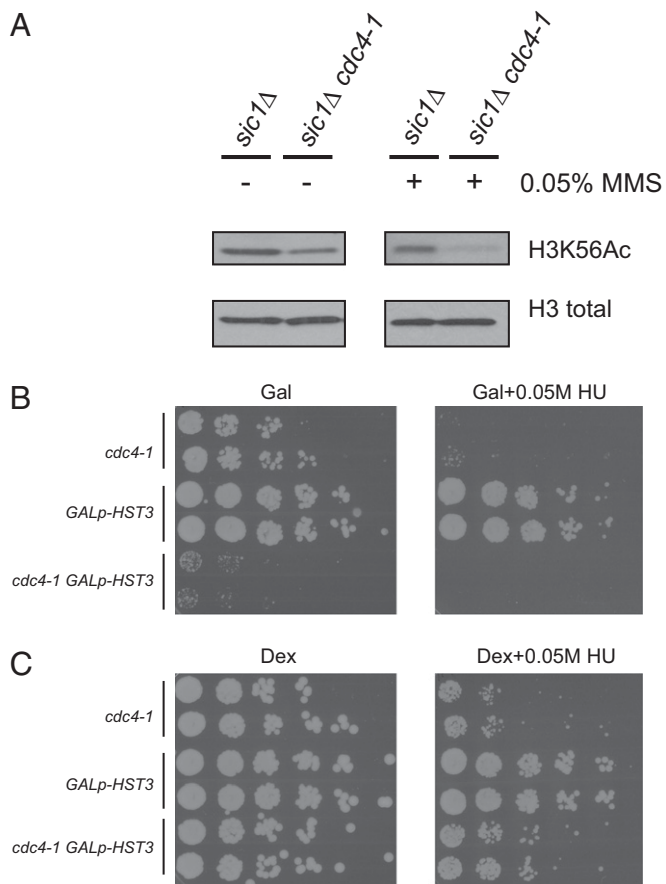 A
sic1Δ
sic1Δ cdc4-1
sic1Δ
sic1Δ cdc4-1
- - + + 0.05% MMS
H3K56Ac
H3 total
B
Gal
Gal+0.05M HU
cdc4-1
GALp-HST3
cdc4-1 GALp-HST3
C
Dex
Dex+0.05M HU
cdc4-1
GALp-HST3
cdc4-1 GALp-HST3